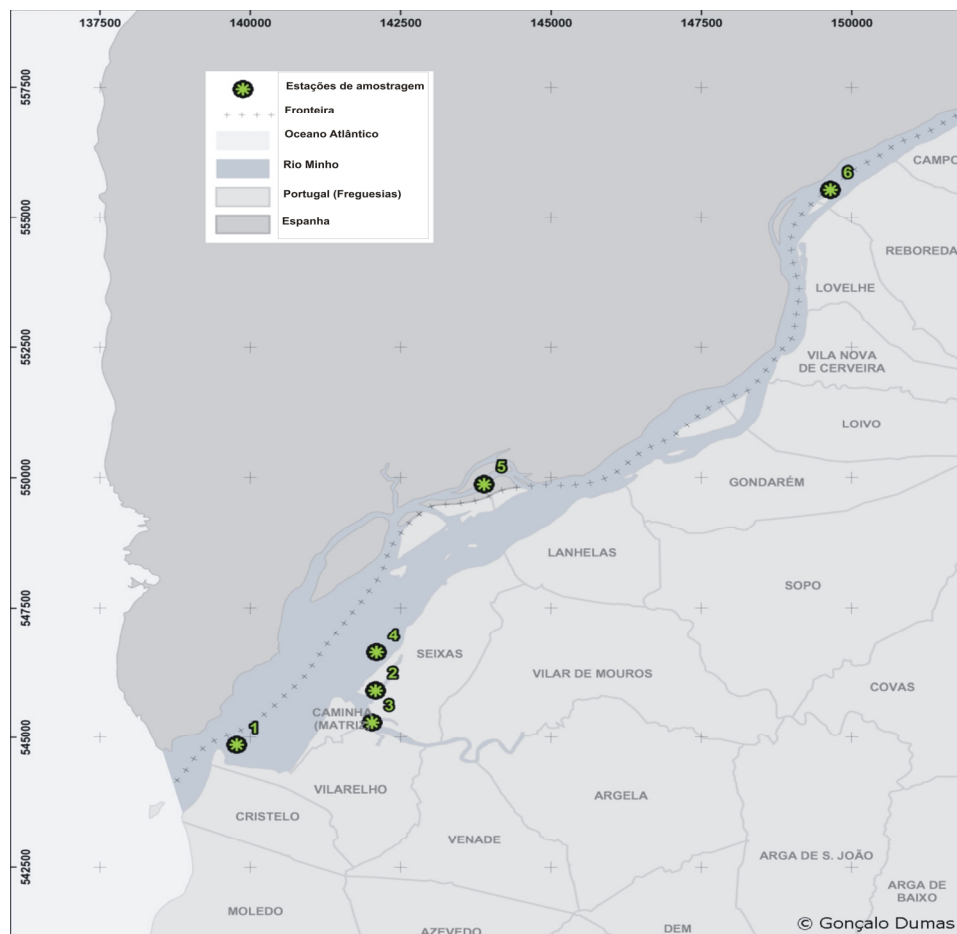 137500 140000 142500 145000 147500 150000
557500
555000
552500
550000
547500
545000
542500
Estações de amostragem
Fronteira
Oceano Atlântico
Rio Minho
Portugal (Freguesias)
Espanha
6
CAMPO
REBOREDA
LOVELHE
VILA NOVA
DE CERVEIRA
LOIVO
5
GONDARÉM
LANHELAS
SOPO
4
SEIXAS
2
VILAR DE MOUROS
COVAS
3
CAMINHA
(MATRIZ
1
VILARELHO
ARGELA
CRISTELO
VENADE
ARGA DE S. JOÃO
ARGA DE
BAIXO
MOLEDO
AZEVEDO
DEM
© Gonçalo Dumas